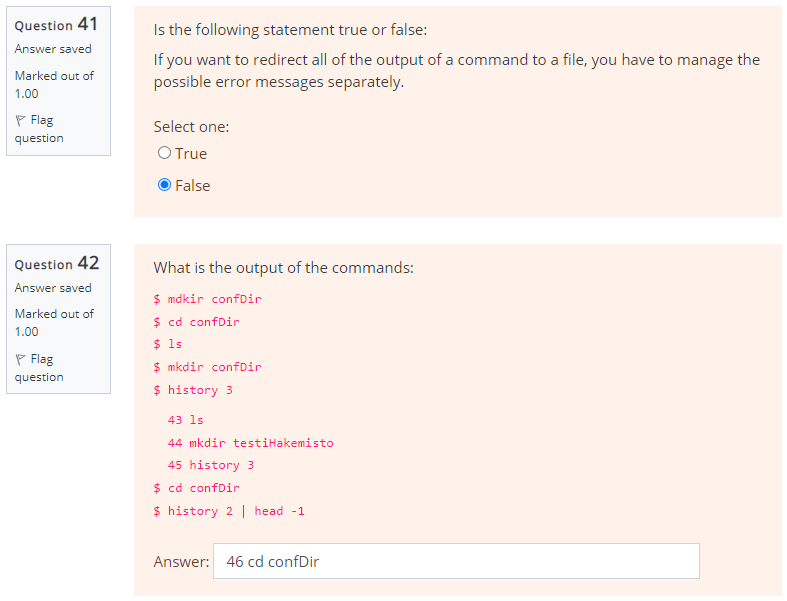 Question 41
Answer saved
Marked out of
1.00
Flag
question
Is the following statement true or false:
If you want to redirect all of the output of a command to a file, you have to manage the
possible error messages separately.
Select one:
True
False
Question 42
Answer saved
Marked out of
1.00
Flag
question
What is the output of the commands:
$ mdkir confDir
$ cd confDir
$ ls
$ mkdir confDir
$ history 3
43 ls
44 mkdir testiHakemisto
45 history 3
$ cd confDir
$ history 2 | head -1
Answer: 46 cd confDir